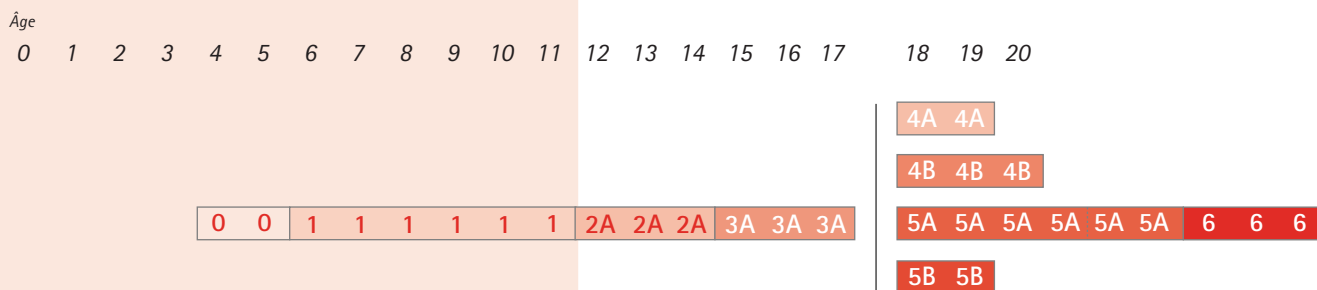 Âge
0 1 2 3 4 5 6 7 8 9 10 11 12 13 14 15 16 17 18 19 20
4A 4A
4B 4B 4B
0 0 1 1 1 1 1 1 2A 2A 2A 3A 3A 3A 5A 5A 5A 5A 5A 5A 6 6 6
5B 5B